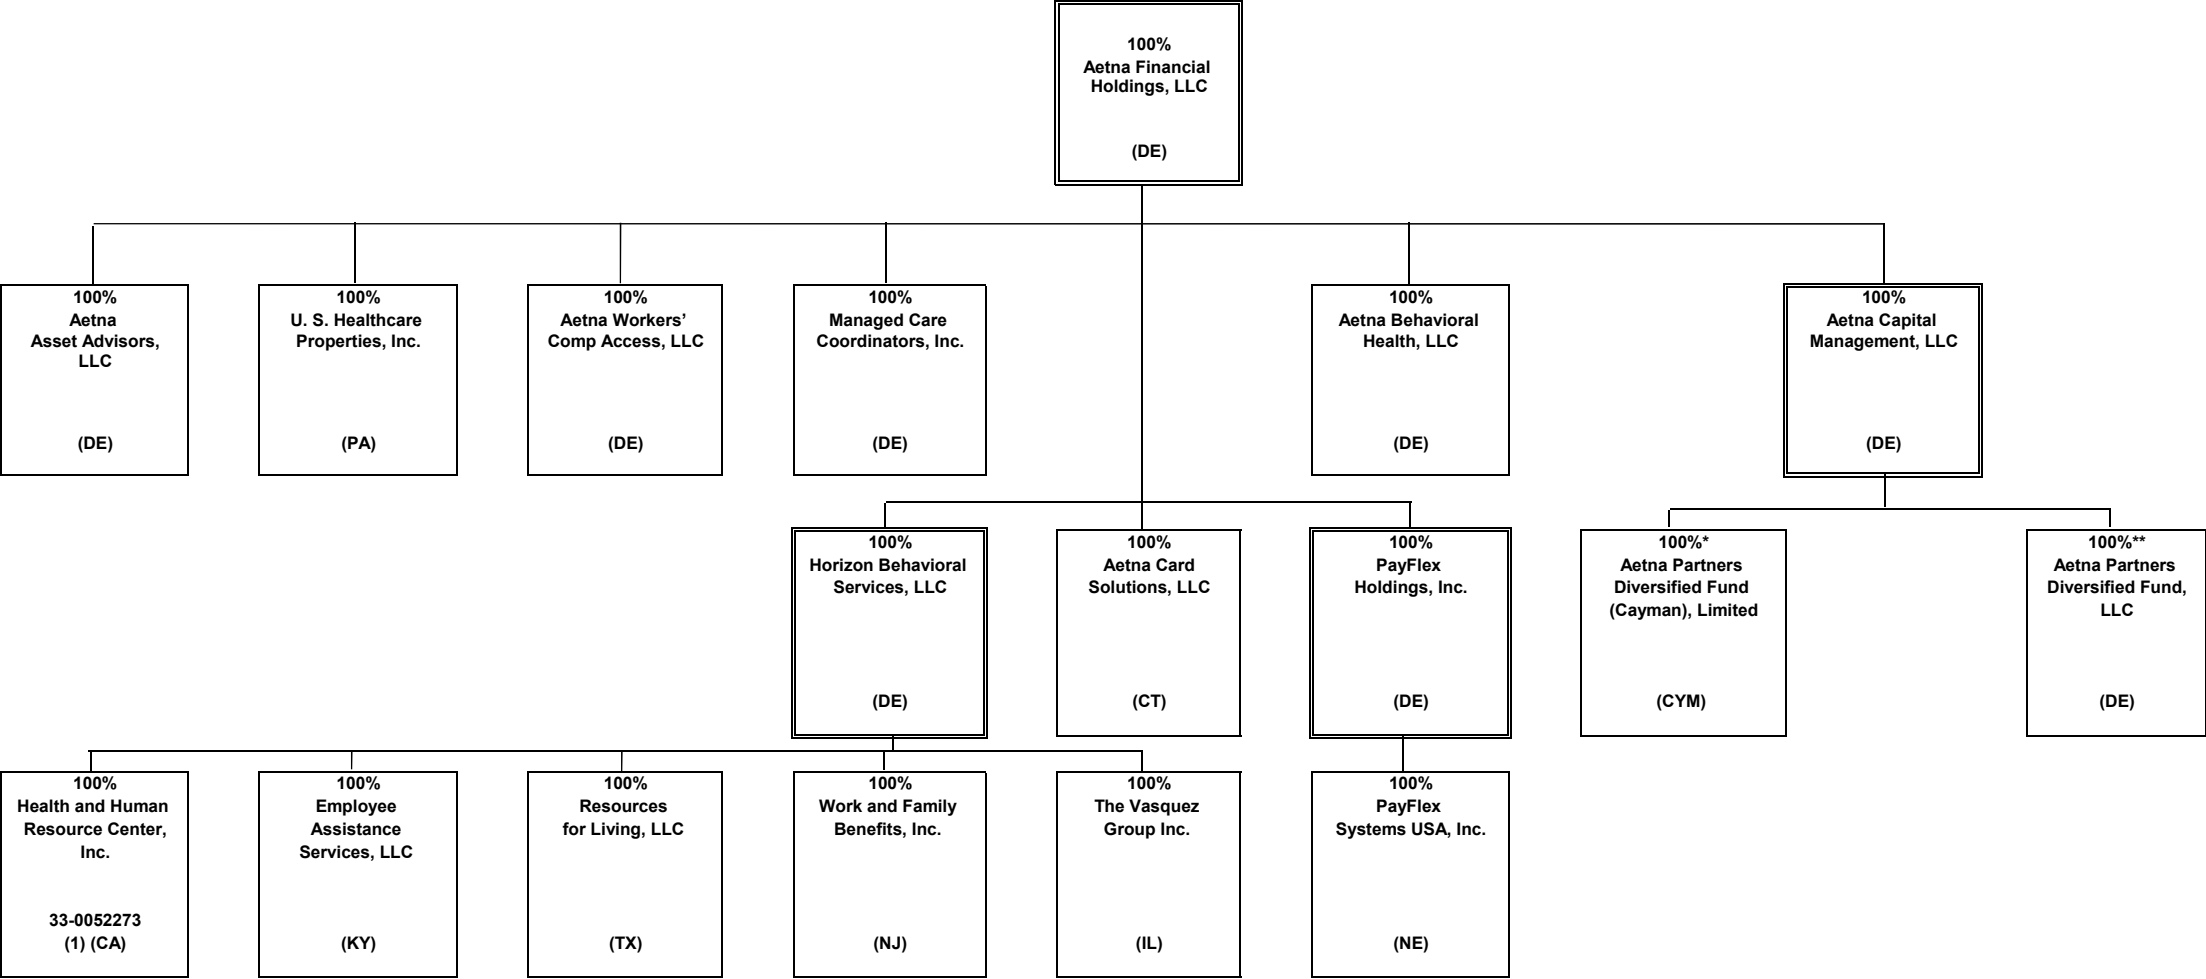 100%
Aetna Financial
Holdings, LLC
(DE)
100%
Aetna
Asset Advisors,
LLC
(DE)
100%
U. S. Healthcare
Properties, Inc.
(PA)
100%
Aetna Workers’
Comp Access, LLC
(DE)
100%
Managed Care
Coordinators, Inc.
(DE)
100%
Aetna Behavioral
Health, LLC
(DE)
100%
Aetna Capital
Management, LLC
(DE)
100%
Horizon Behavioral
Services, LLC
(DE)
100%
Aetna Card
Solutions, LLC
(CT)
100%
PayFlex
Holdings, Inc.
(DE)
100%*
Aetna Partners
Diversified Fund
(Cayman), Limited
(CYM)
100%**
Aetna Partners
Diversified Fund,
LLC
(DE)
100%
Health and Human
Resource Center,
Inc.
33-0052273
(1) (CA)
100%
Employee
Assistance
Services, LLC
(KY)
100%
Resources
for Living, LLC
(TX)
100%
Work and Family
Benefits, Inc.
(NJ)
100%
The Vasquez
Group Inc.
(IL)
100%
PayFlex
Systems USA, Inc.
(NE)